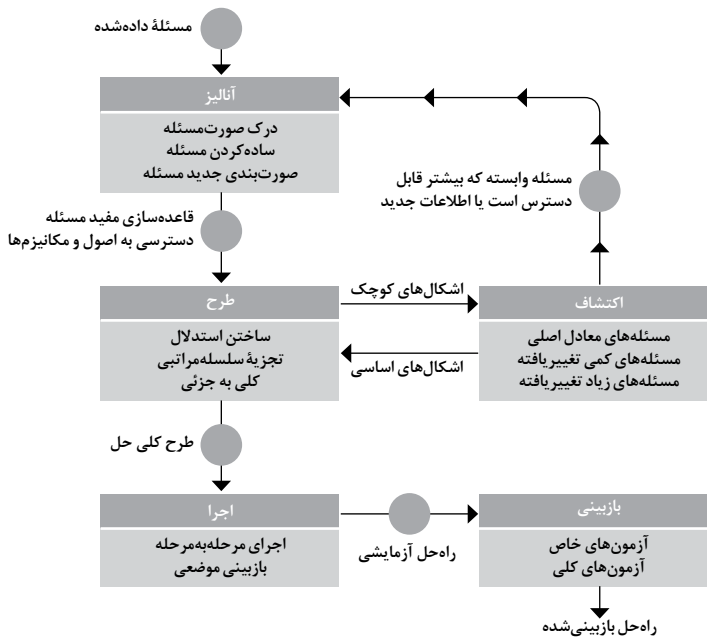 مسئلهٔ داده‌شده
آنالیز
درک صورت‌مسئله
ساده‌کردن مسئله
صورت‌بندی جدید مسئله
مسئله وابسته که بیشتر قابل
دسترس است یا اطلاعات جدید
قاعده‌سازی مفید مسئله
دسترسی به اصول و مکانیزم‌ها
طرح
ساختن استدلال
تجزیهٔ سلسله‌مراتبی
کلی به جزئی
اشکال‌های کوچک
اشکال‌های اساسی
اکتشاف
مسئله‌های معادل اصلی
مسئله‌های کمی تغییریافته
مسئله‌های زیاد تغییریافته
طرح کلی حل
اجرا
اجرای مرحله‌به‌مرحله
بازبینی موضعی
راه‌حل آزمایشی
بازبینی
آزمون‌های خاص
آزمون‌های کلی
راه‌حل بازبینی‌شده